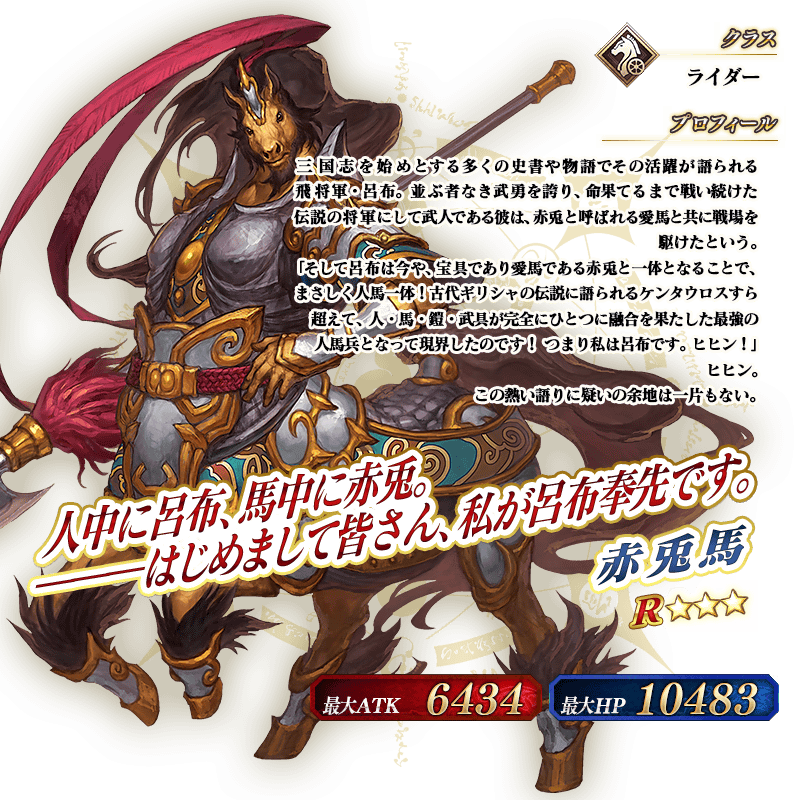 クラス
ライダー
プロフィール
三国志を始めとする多くの史書や物語でその活躍が語られる
飛将軍・呂布。並ぶ者なき武勇を誇り、命果てるまで戦い続けた
伝説の将軍にして武人である彼は、赤兎と呼ばれる愛馬と共に戦場を
駆けたという。
「そして呂布は今や、宝具であり愛馬である赤兎と一体となることで、
まさしく人馬一体！古代ギリシャの伝説に語られるケンタウロスすら
超えて、人・馬・鎧・武具が完全にひとつに融合を果たした最強の
人馬兵となって現界したのです！ つまり私は呂布です。ヒヒン！」
ヒヒン。
この熱い語りに疑いの余地は一片もない。
人中に呂布、馬中に赤兎。
――はじめまして皆さん、私が呂布奉先です。
赤兎馬
R☆☆☆
最大ATK 6434
最大HP 10483